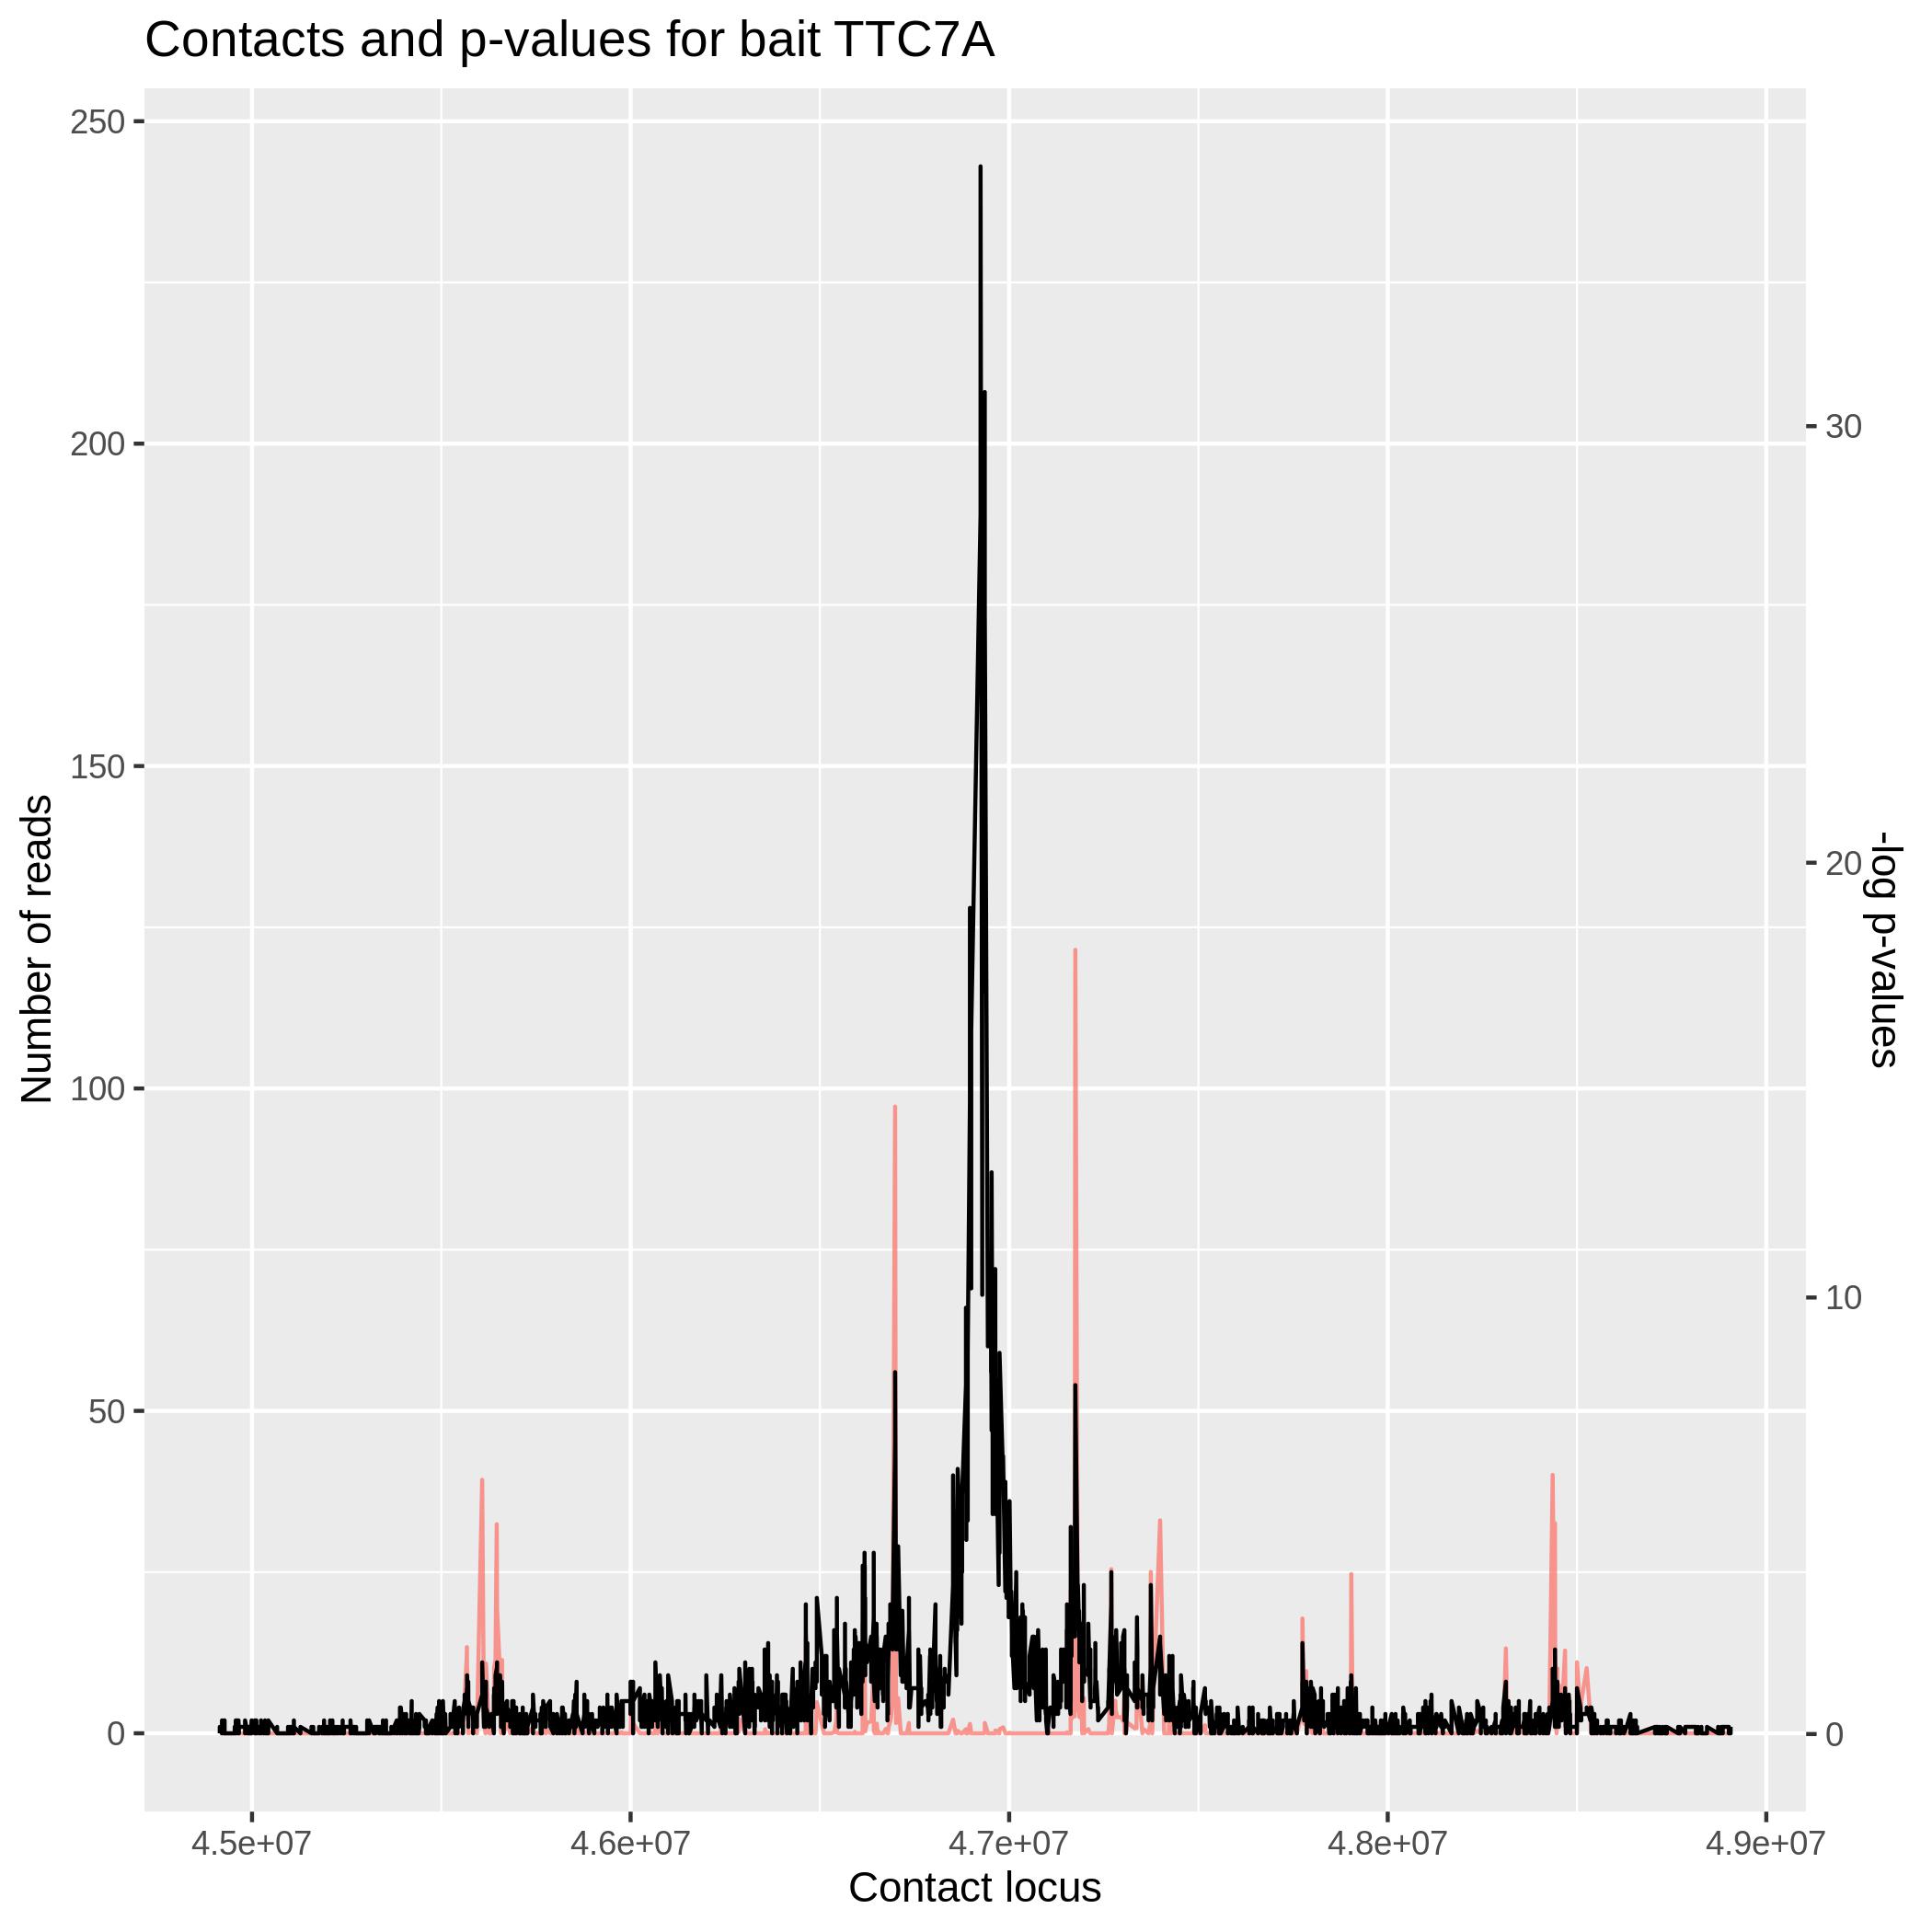 Contacts and p-values for bait TTC7A
Number of reads
250
200
150
100
50
0
30
20
10
0
-log p-values
4.5e+07
4.6e+07
4.7e+07
4.8e+07
4.9e+07
Contact locus